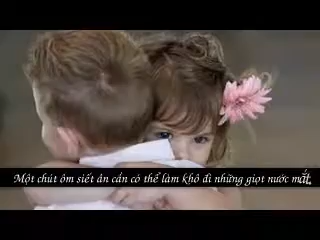 Một chút ôm siết ân cần có thể làm khô đi những giọt nước mắt.